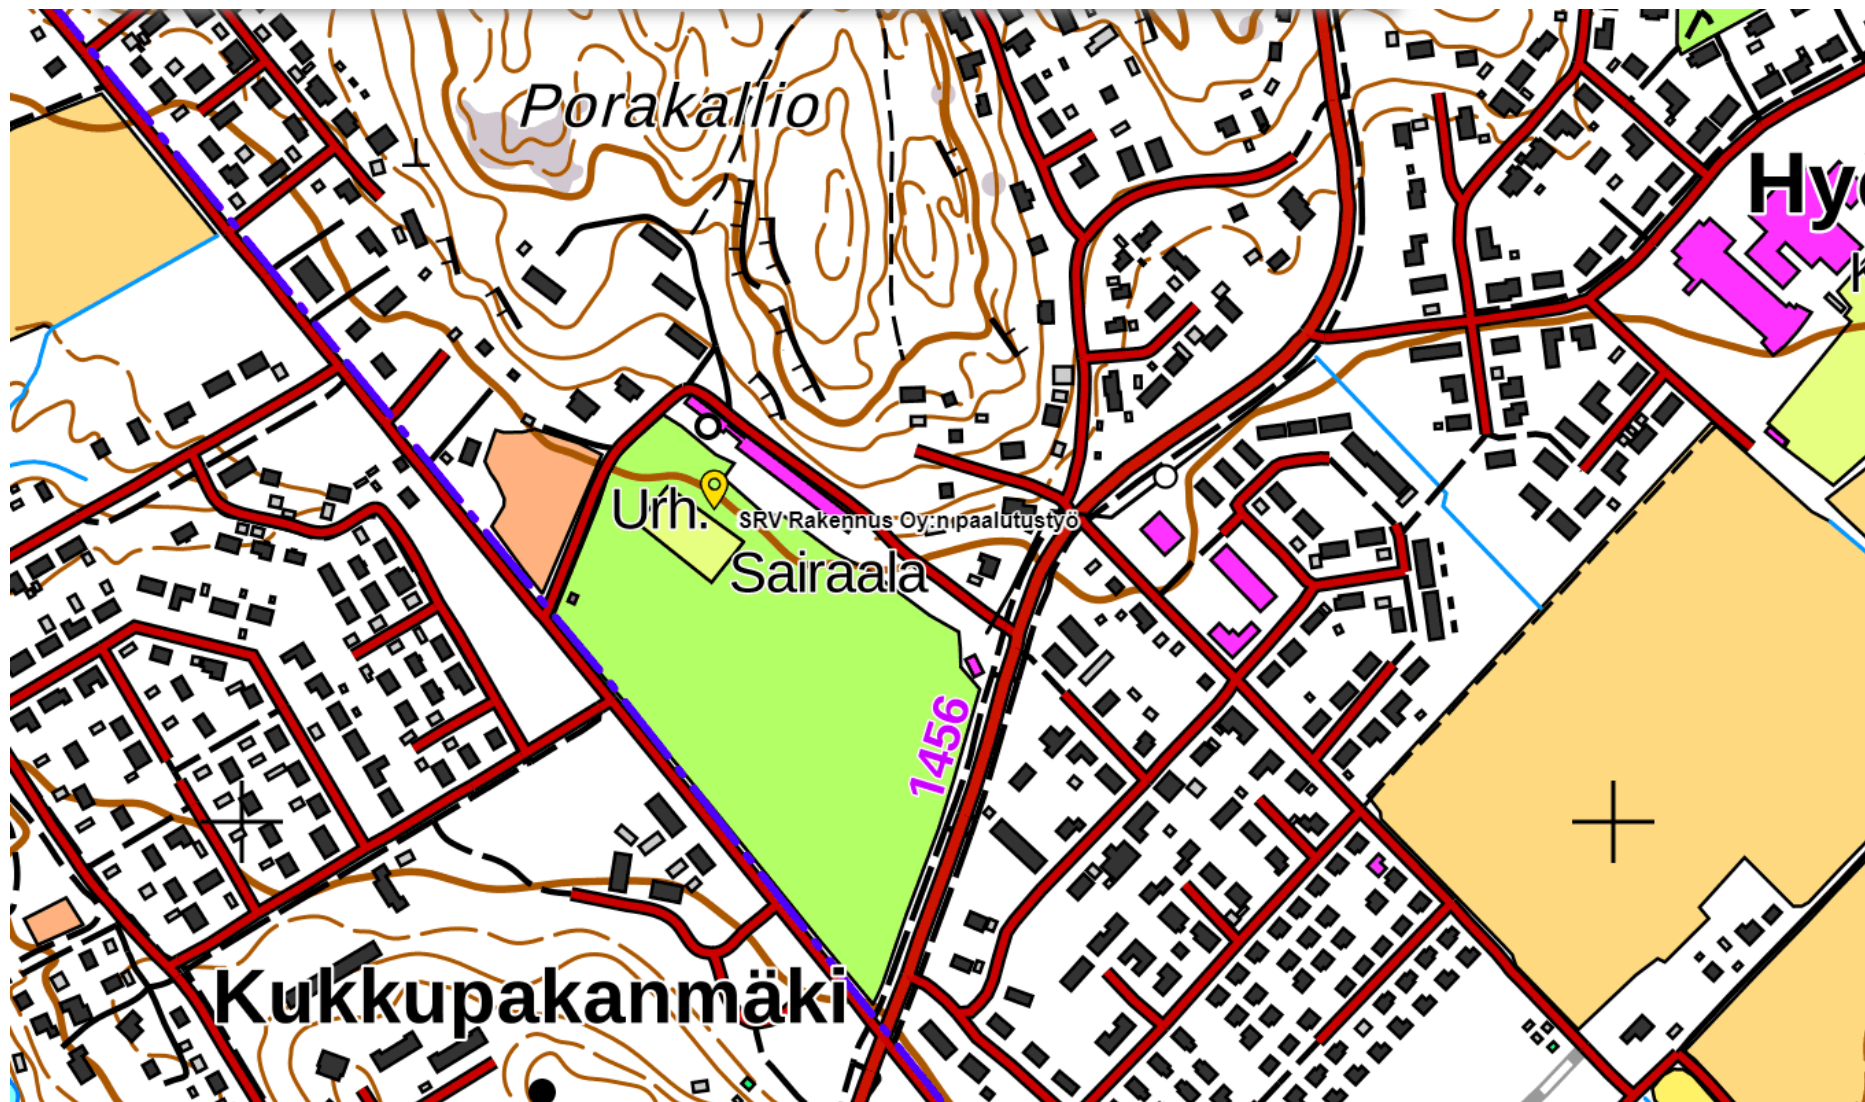 Porakallio
Hy
Urh.
SRV Rakennus Oy:n paalutustyö
Sairaala
1456
Kukkupakanmäki